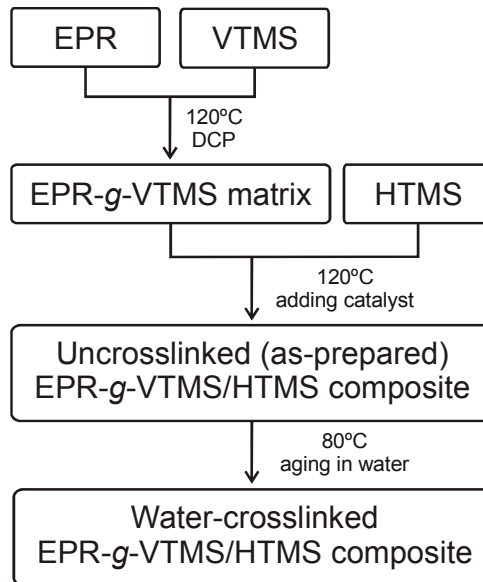 EPR
VTMS
120ºC
DCP
EPR-g-VTMS matrix
HTMS
120ºC
adding catalyst
Uncrosslinked (as-prepared)
EPR-g-VTMS/HTMS composite
80ºC
aging in water
Water-crosslinked
EPR-g-VTMS/HTMS composite